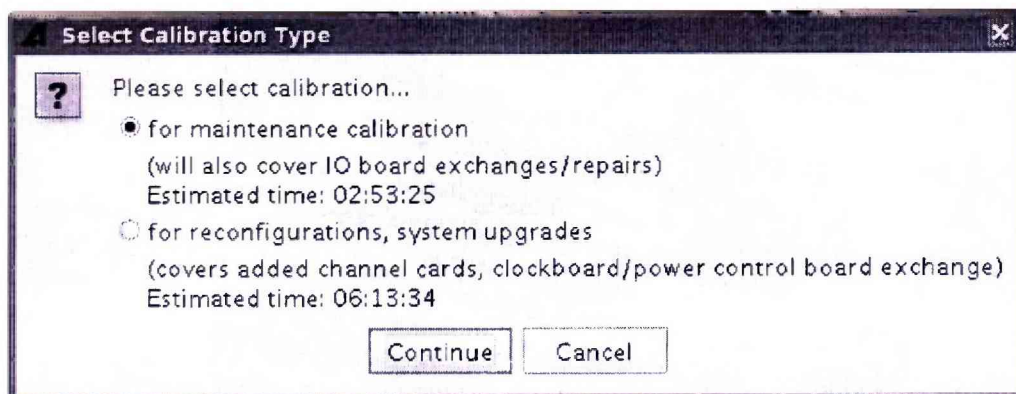 Select Calibration Type
?
Please select calibration...
for maintenance calibration
(will also cover IO board exchanges/repairs)
Estimated time: 02:53:25
for reconfigurations, system upgrades
(covers added channel cards, clockboard/power control board exchange)
Estimated time: 06:13:34
Continue Cancel